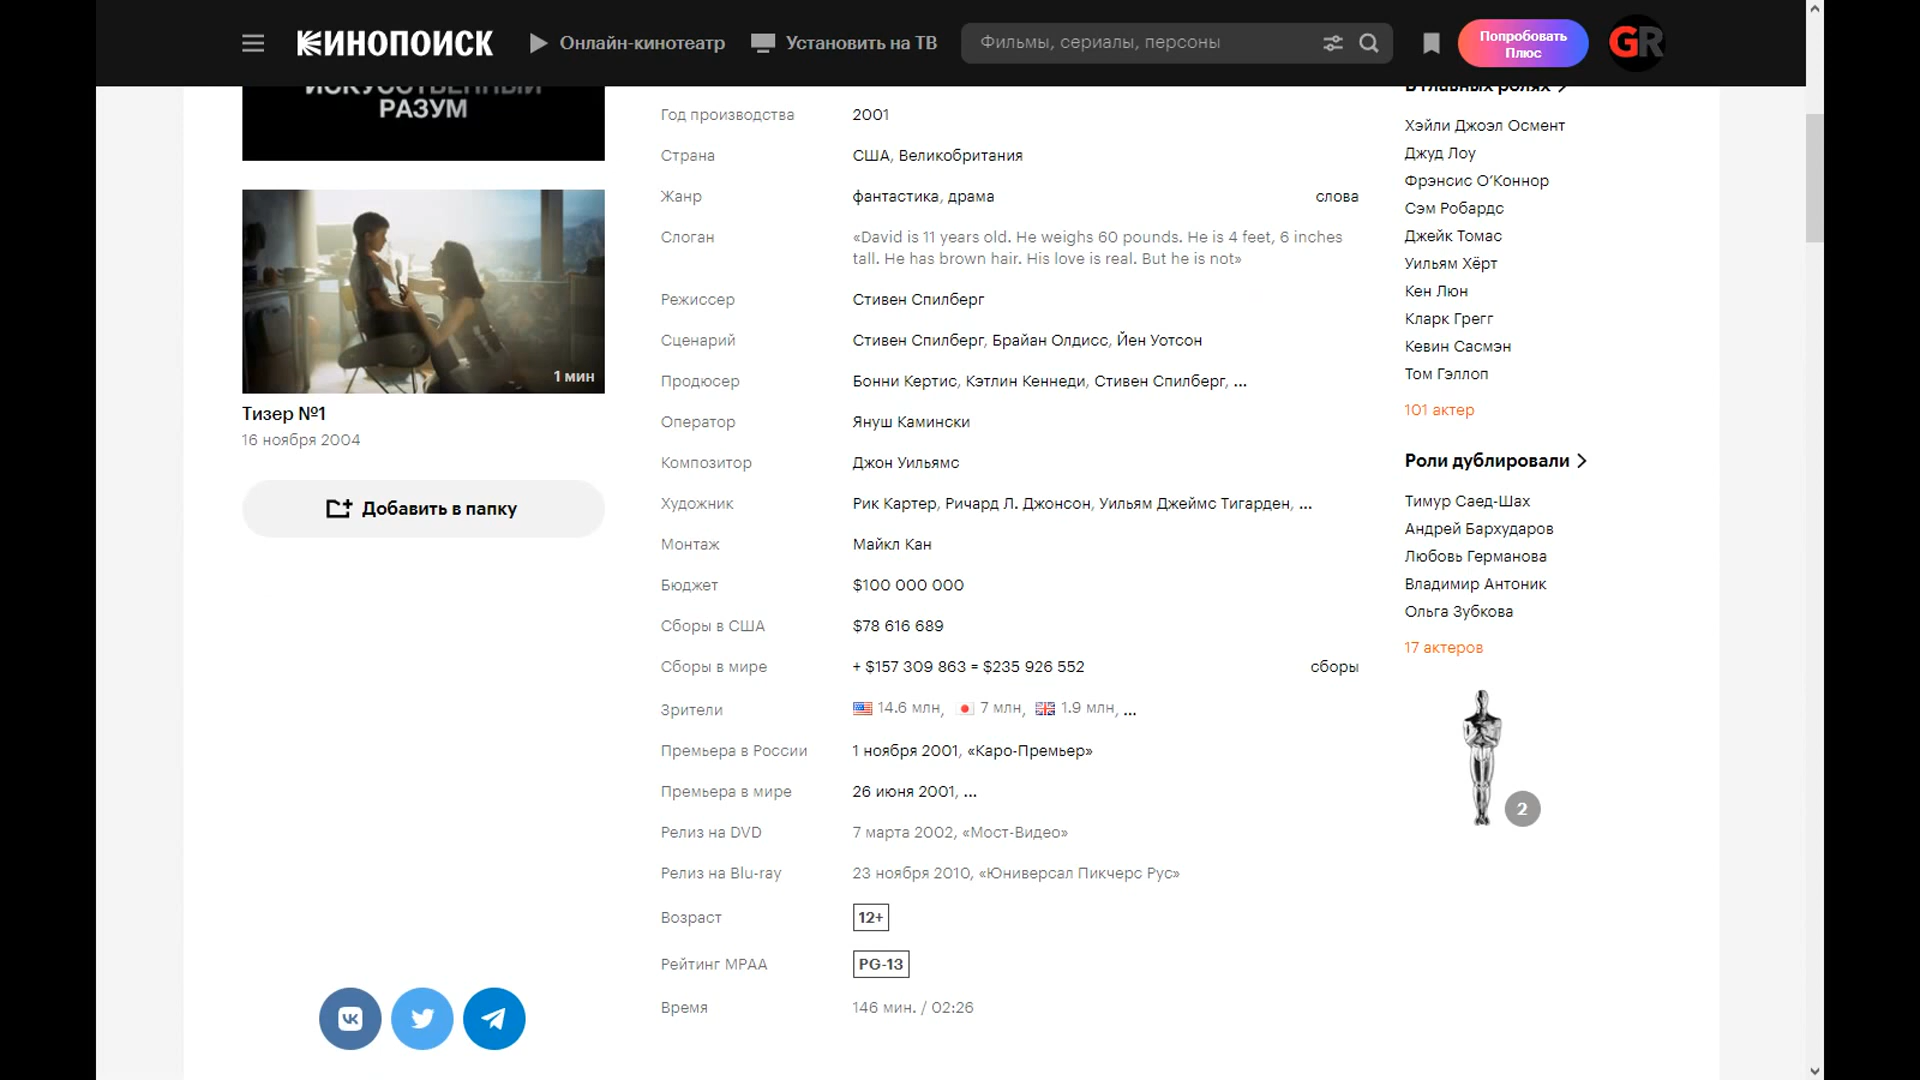 КИНОПОИСК
Онлайн-кинотеатр
Установить на ТВ
Фильмы, сериалы, персоны
Попробовать
Плюс
GR
ИСКУССТВЕННЫЙ
РАЗУМ
1 мин
Тизер №1
16 ноября 2004
Добавить в папку
Год производства 2001
Страна США, Великобритания
Жанр фантастика, драма слова
Слоган «David is 11 years old. He weighs 60 pounds. He is 4 feet, 6 inches
tall. He has brown hair. His love is real. But he is not»
Режиссер Стивен Спилберг
Сценарий Стивен Спилберг, Брайан Олдисс, Йен Уотсон
Продюсер Бонни Кертис, Кэтлин Кеннеди, Стивен Спилберг, ...
Оператор Януш Камински
Композитор Джон Уильямс
Художник Рик Картер, Ричард Л. Джонсон, Уильям Джеймс Тигарден, ...
Монтаж Майкл Кан
Бюджет $100 000 000
Сборы в США $78 616 689
Сборы в мире + $157 309 863 = $235 926 552 сборы
Зрители 14.6 млн, 7 млн, 1.9 млн, ...
Премьера в России 1 ноября 2001, «Каро-Премьер»
Премьера в мире 26 июня 2001, ...
Релиз на DVD 7 марта 2002, «Мост-Видео»
Релиз на Blu-ray 23 ноября 2010, «Юниверсал Пикчерс Рус»
Возраст 12+
Рейтинг MPAA PG-13
Время 146 мин. / 02:26
В главных ролях
Хэйли Джоэл Осмент
Джуд Лоу
Фрэнсис О’Коннор
Сэм Робардс
Джейк Томас
Уильям Хёрт
Кен Люн
Кларк Грегг
Кевин Сасмэн
Том Гэллоп
101 актер
Роли дублировали
Тимур Саед-Шах
Андрей Бархударов
Любовь Германова
Владимир Антоник
Ольга Зубкова
17 актеров
2